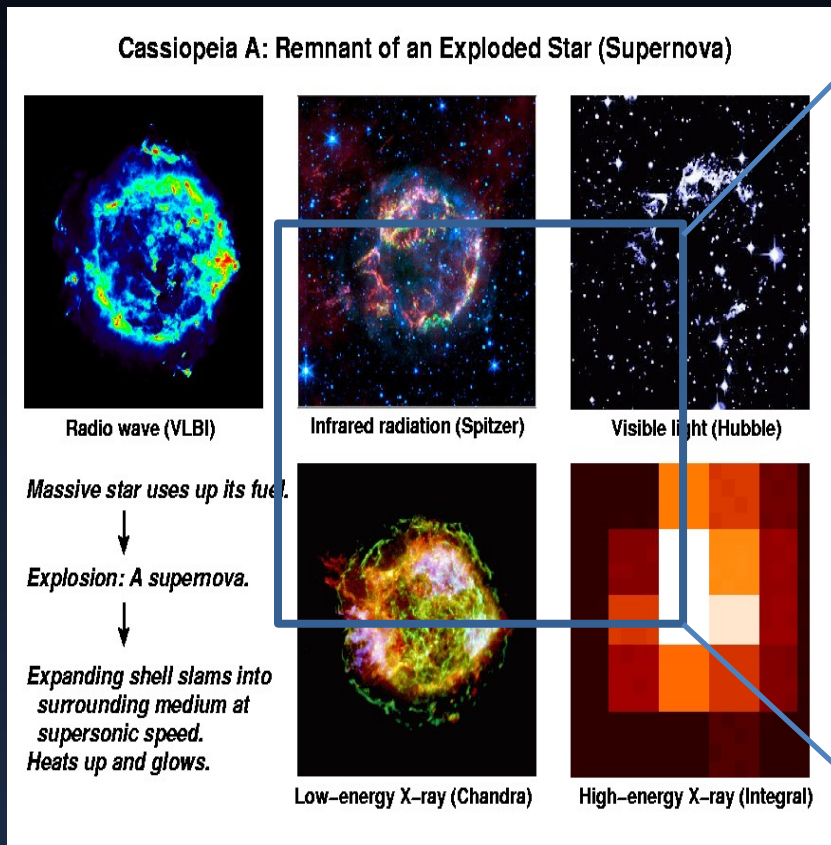 Cassiopeia A: Remnant of an Exploded Star (Supernova)
Radio wave (VLBI)
Infrared radiation (Spitzer)
Visible light (Hubble)
Massive star uses up its fuel.
Explosion: A supernova.
Expanding shell slams into
surrounding medium at
supersonic speed.
Heats up and glows.
Low-energy X-ray (Chandra)
High-energy X-ray (Integral)